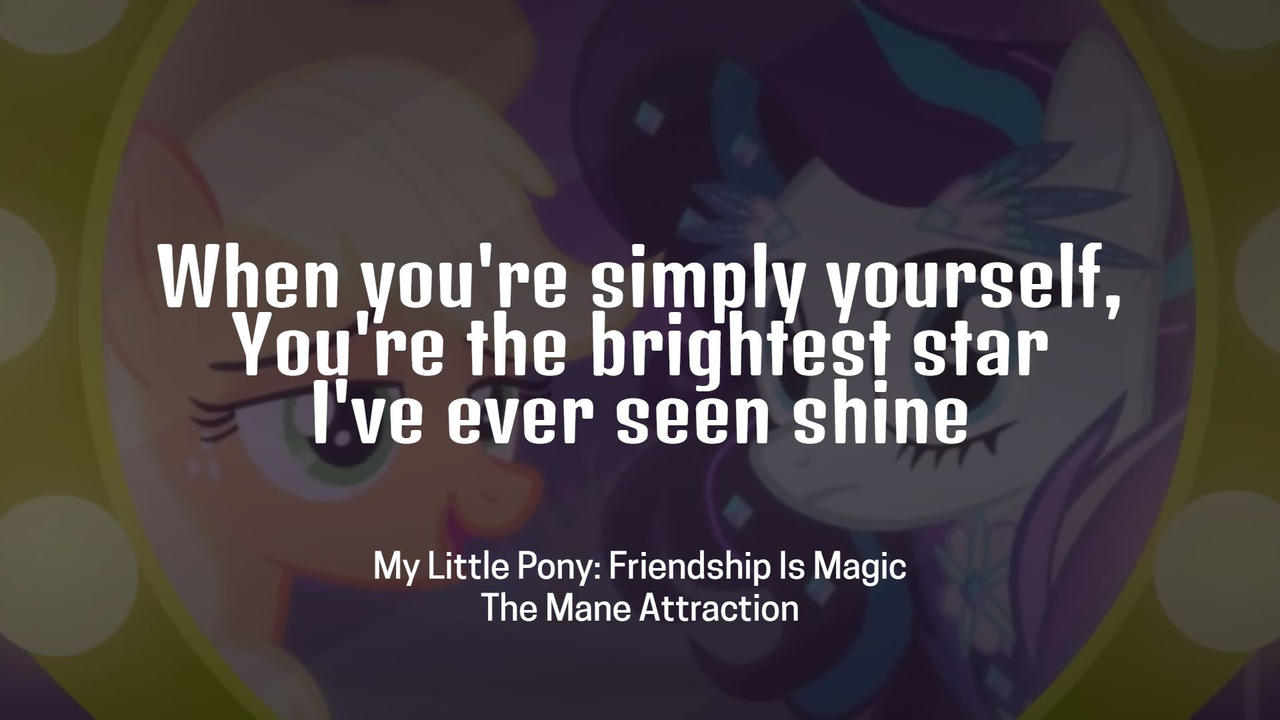 When you're simply yourself,
You're the brightest star
I've ever seen shine
My Little Pony: Friendship Is Magic
The Mane Attraction